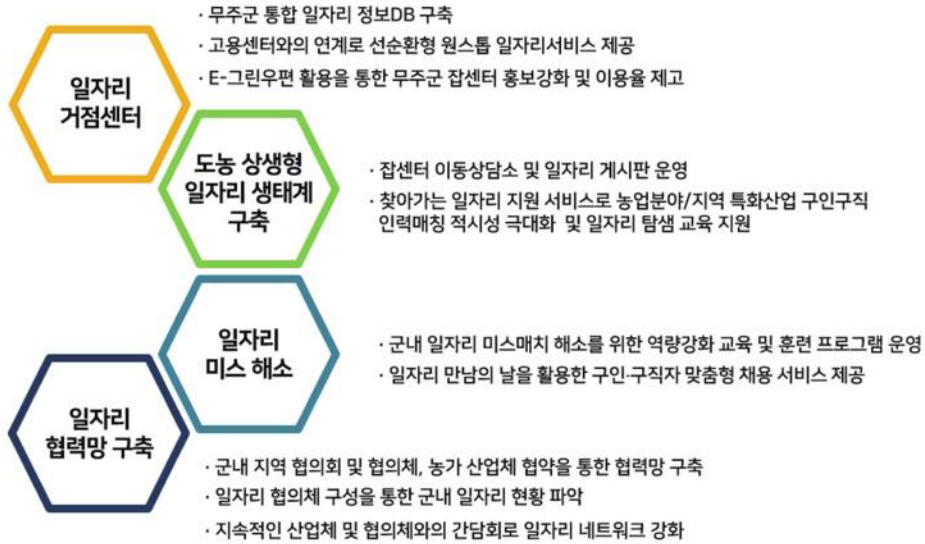 · 무주군 통합 일자리 정보DB 구축
· 고용센터와의 연계로 선순환형 원스톱 일자리서비스 제공
· E-그린우편 활용을 통한 무주군 잡센터 홍보강화 및 이용율 제고
일자리
거점센터
도농 상생형
일자리 생태계
구축
· 잡센터 이동상담소 및 일자리 게시판 운영
· 찾아가는 일자리 지원 서비스로 농업분야/지역 특화산업 구인구직
인력매칭 적시성 극대화 및 일자리 탐샘 교육 지원
일자리
미스 해소
· 군내 일자리 미스매치 해소를 위한 역량강화 교육 및 훈련 프로그램 운영
· 일자리 만남의 날을 활용한 구인·구직자 맞춤형 채용 서비스 제공
일자리
협력망 구축
· 군내 지역 협의회 및 협의체, 농가 산업체 협약을 통한 협력망 구축
· 일자리 협의체 구성을 통한 군내 일자리 현황 파악
· 지속적인 산업체 및 협의체와의 간담회로 일자리 네트워크 강화